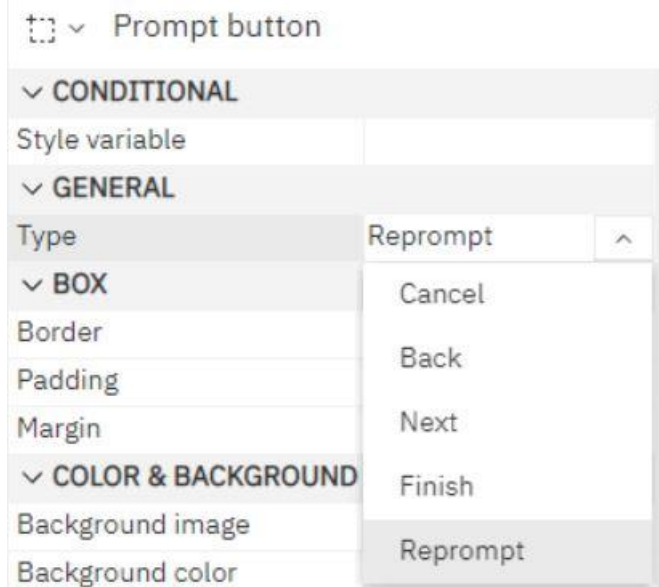 Prompt button
CONDITIONAL
Style variable
GENERAL
Type Reprompt
BOX
Cancel
Border
Back
Padding
Margin
Next
COLOR & BACKGROUND
Finish
Background image
Reprompt
Background color